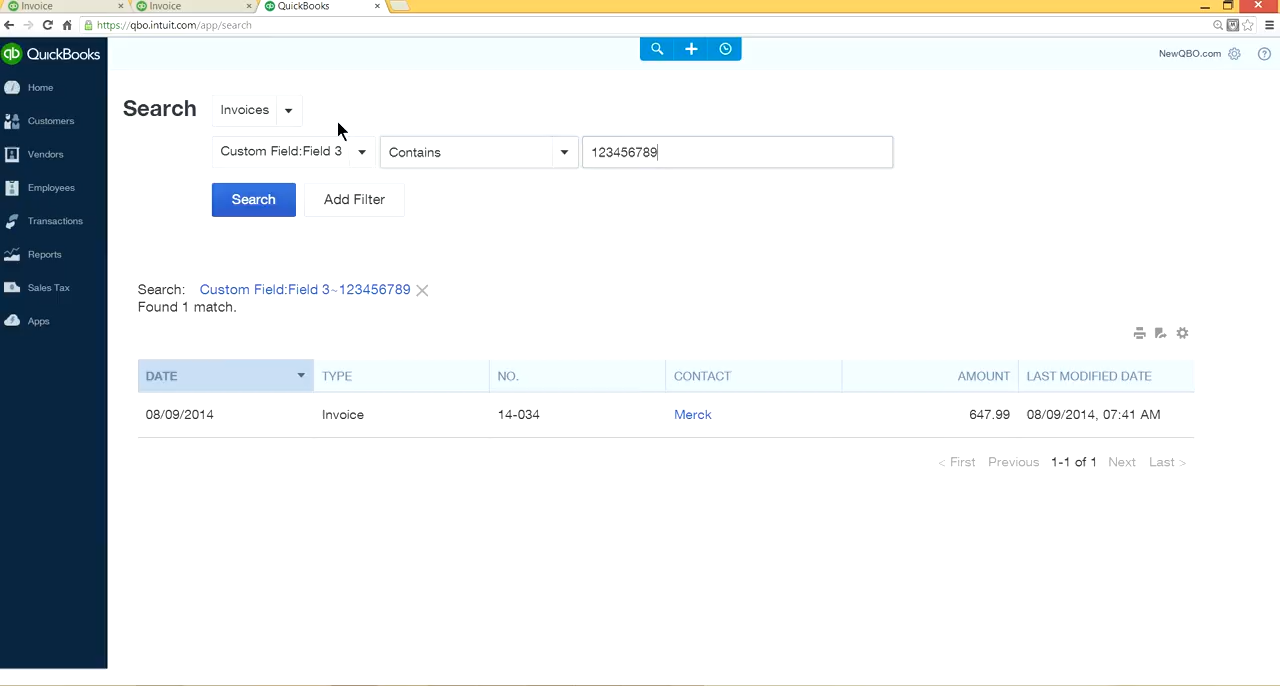 Invoice
Invoice
QuickBooks
https://qbo.intuit.com/app/search
qb QuickBooks
NewQBO.com
Home
Customers
Vendors
Employees
Transactions
Reports
Sales Tax
Apps
Search Invoices
Custom Field:Field 3 Contains 123456789
Search Add Filter
Search: Custom Field:Field 3~123456789
Found 1 match.
DATE TYPE NO. CONTACT AMOUNT LAST MODIFIED DATE
08/09/2014 Invoice 14-034 Merck 647.99 08/09/2014, 07:41 AM
< First Previous 1-1 of 1 Next Last >